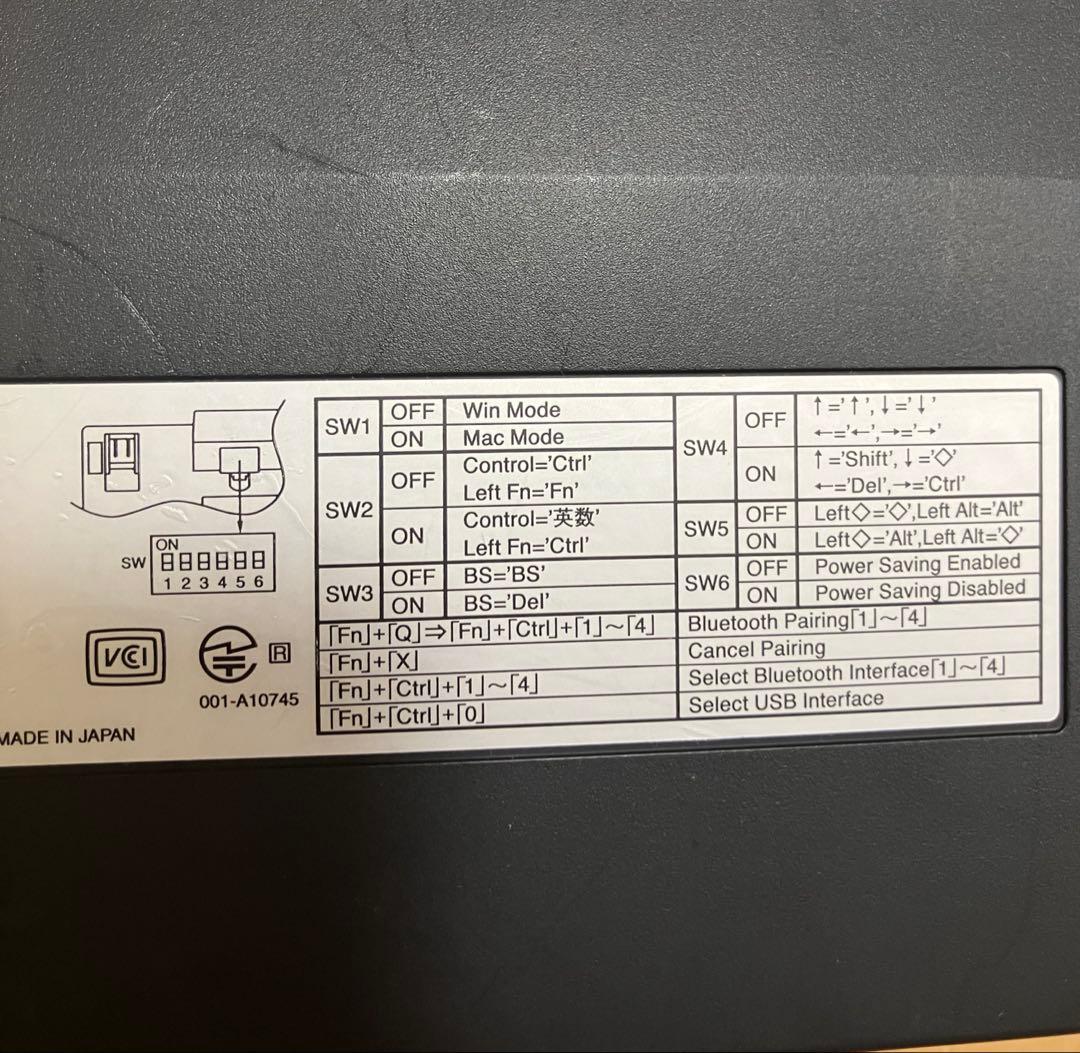 ON
SW
1 2 3 4 5 6
VCI
R
001-A10745
MADE IN JAPAN
SW1 OFF Win Mode
ON Mac Mode
SW2 OFF Control='Ctrl'
Left Fn='Fn'
ON Control='英数'
Left Fn='Ctrl'
SW3 OFF BS='BS'
ON BS='Del'
SW4 OFF ↑='↑',↓='↓'
←='←',→='→'
ON ↑='Shift',↓='◇'
←='Del',→='Ctrl'
SW5 OFF Left◇='◇',Left Alt='Alt'
ON Left◇='Alt',Left Alt='◇'
SW6 OFF Power Saving Enabled
ON Power Saving Disabled
「Fn」+「Q」⇒「Fn」+「Ctrl」+「1」~「4」 Bluetooth Pairing「1」~「4」
「Fn」+「X」 Cancel Pairing
「Fn」+「Ctrl」+「1」~「4」 Select Bluetooth Interface「1」~「4」
「Fn」+「Ctrl」+「0」 Select USB Interface